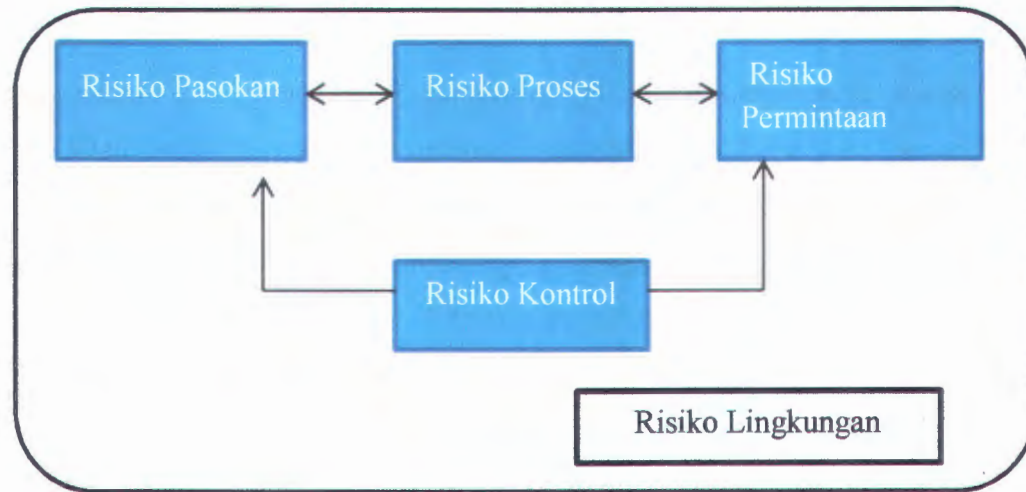 Risiko Pasokan
Risiko Proses
Risiko
Permintaan
Risiko Kontrol
Risiko Lingkungan